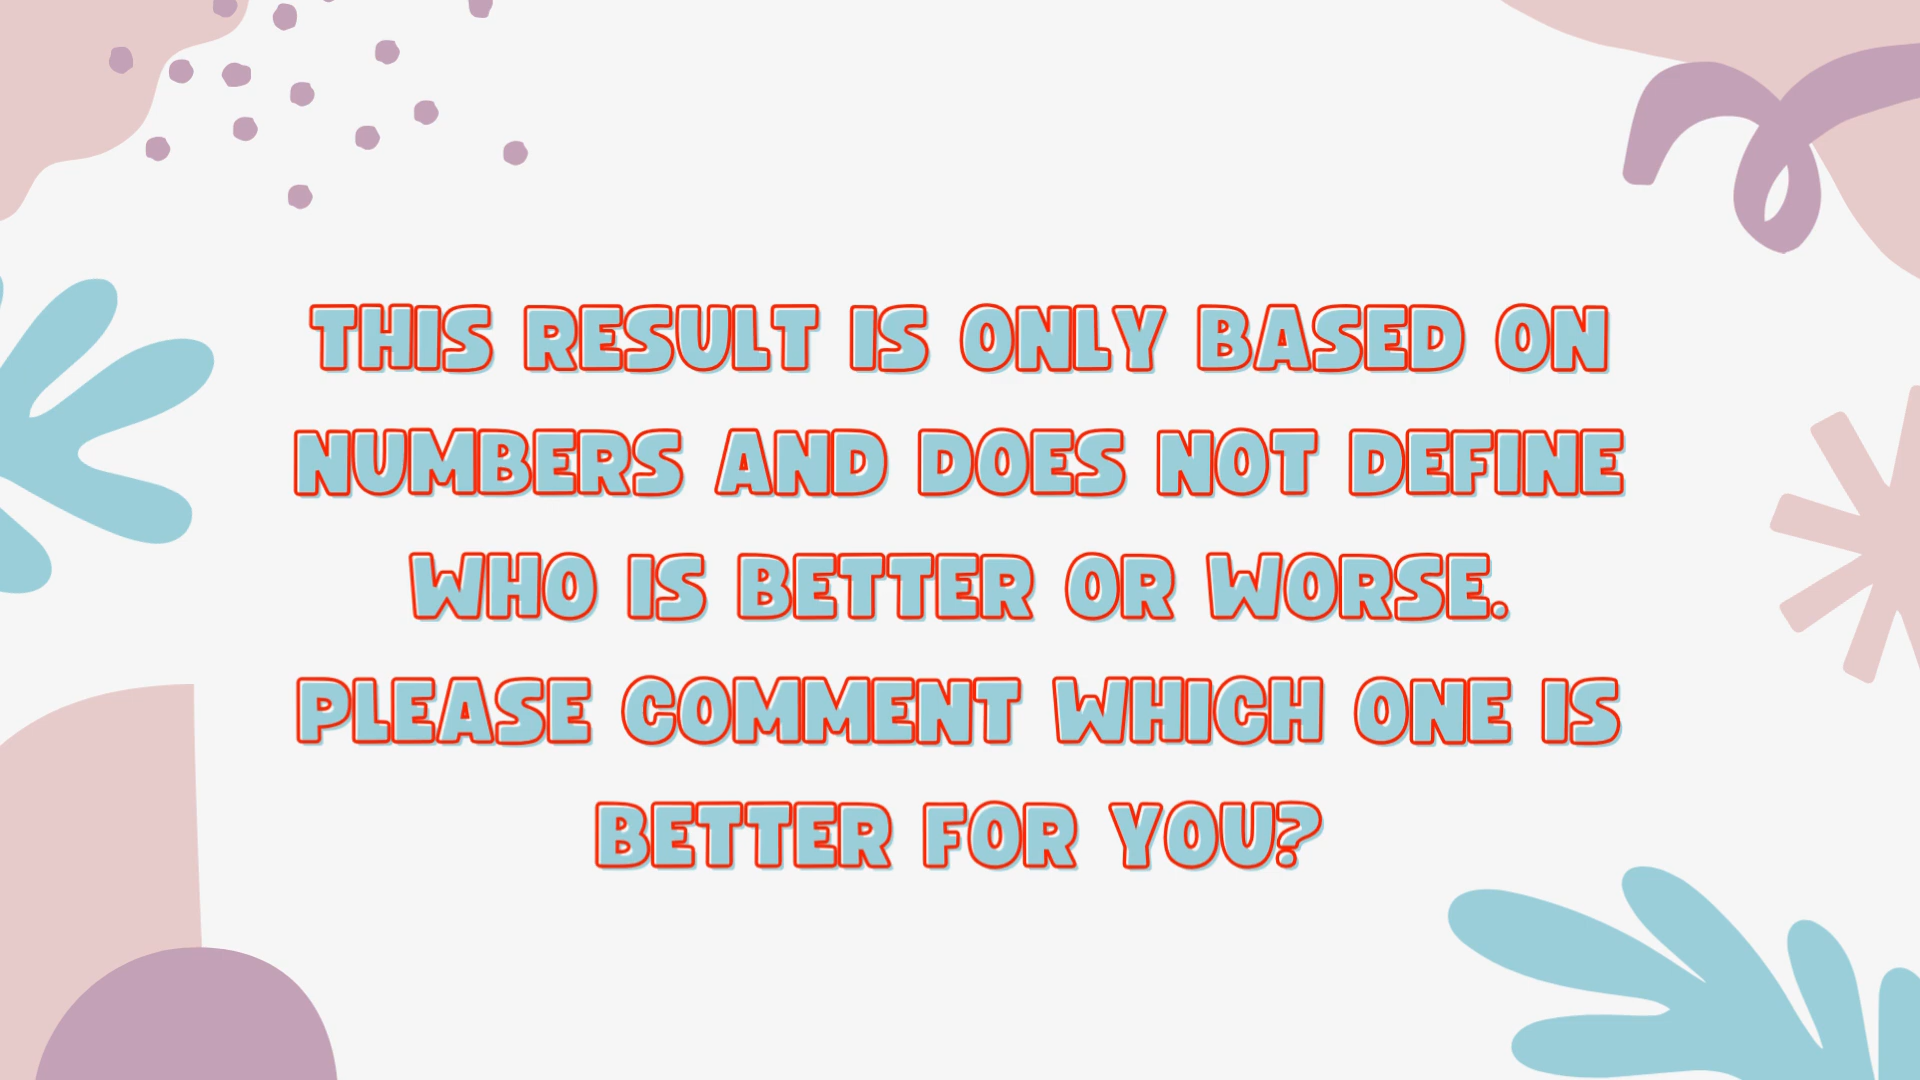 THIS RESULT IS ONLY BASED ON
NUMBERS AND DOES NOT DEFINE
WHO IS BETTER OR WORSE.
PLEASE COMMENT WHICH ONE IS
BETTER FOR YOU?